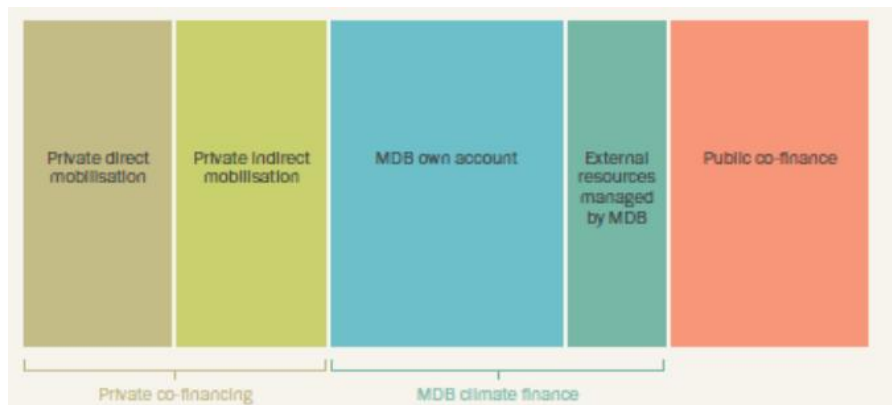 Private direct
mobilisation
Private indirect
mobilisation
MDB own account
External
resources
managed
by MDB
Public co-finance
Private co-financing
MDB climate finance